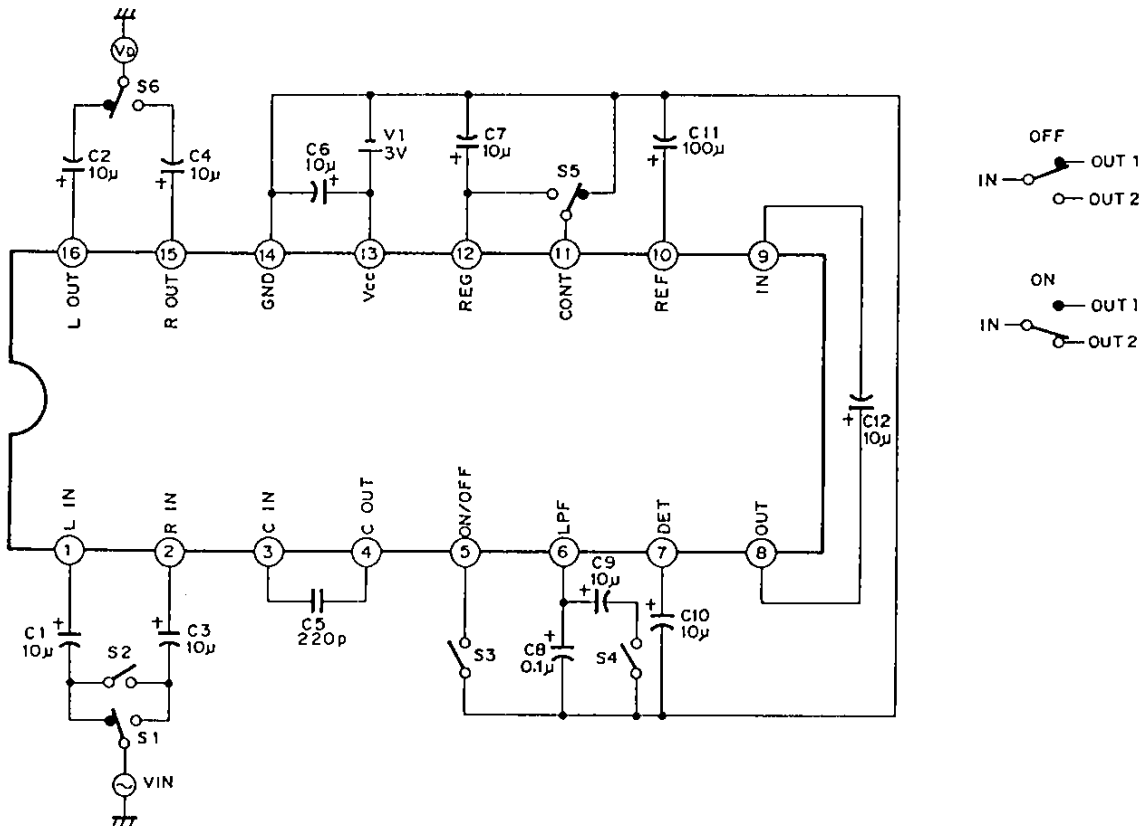 VD
S6
C2
10μ
C4
10μ
C6
10μ
V1
3V
C7
10μ
S5
C11
100μ
OFF
IN
OUT 1
OUT 2
ON
IN
OUT 1
OUT 2
16
15
14
13
12
11
10
9
L OUT
R OUT
GND
Vcc
REG
CONT
REF
IN
C12
10μ
L IN
R IN
C IN
C OUT
ON/OFF
LPF
DET
OUT
1
2
3
4
5
6
7
8
C1
10μ
C3
10μ
S2
S1
C5
220p
S3
C8
0.1μ
C9
10μ
S4
C10
10μ
VIN